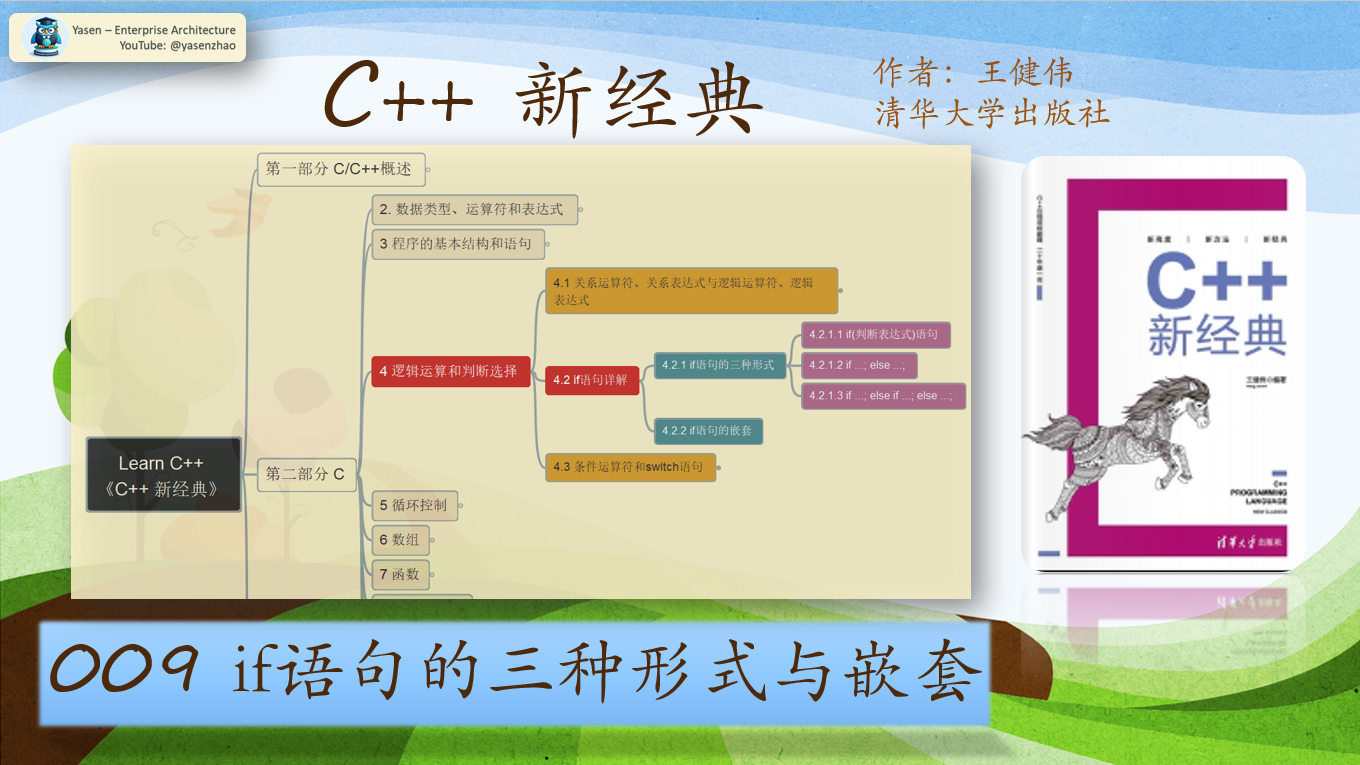 Yasen – Enterprise Architecture
YouTube: @yasenzhao
C++ 新经典
作者：王健伟
清华大学出版社
第一部分 C/C++概述
2. 数据类型、运算符和表达式
3 程序的基本结构和语句
4.1 关系运算符、关系表达式与逻辑运算符、逻辑
表达式
4.2.1.1 if(判断表达式)语句
4.2.1 if语句的三种形式
4.2.1.2 if ...; else ...;
4 逻辑运算和判断选择
4.2 if语句详解
4.2.1.3 if ...; else if ...; else ...;
4.2.2 if语句的嵌套
Learn C++
《C++ 新经典》
第二部分 C
4.3 条件运算符和switch语句
5 循环控制
6 数组
7 函数
新高度 | 新方法 | 新经典
C++
新经典
王健伟◎编著
C++
PROGRAMMING
LANGUAGE
NEW CLASSICS
清华大学出版社
009 if语句的三种形式与嵌套